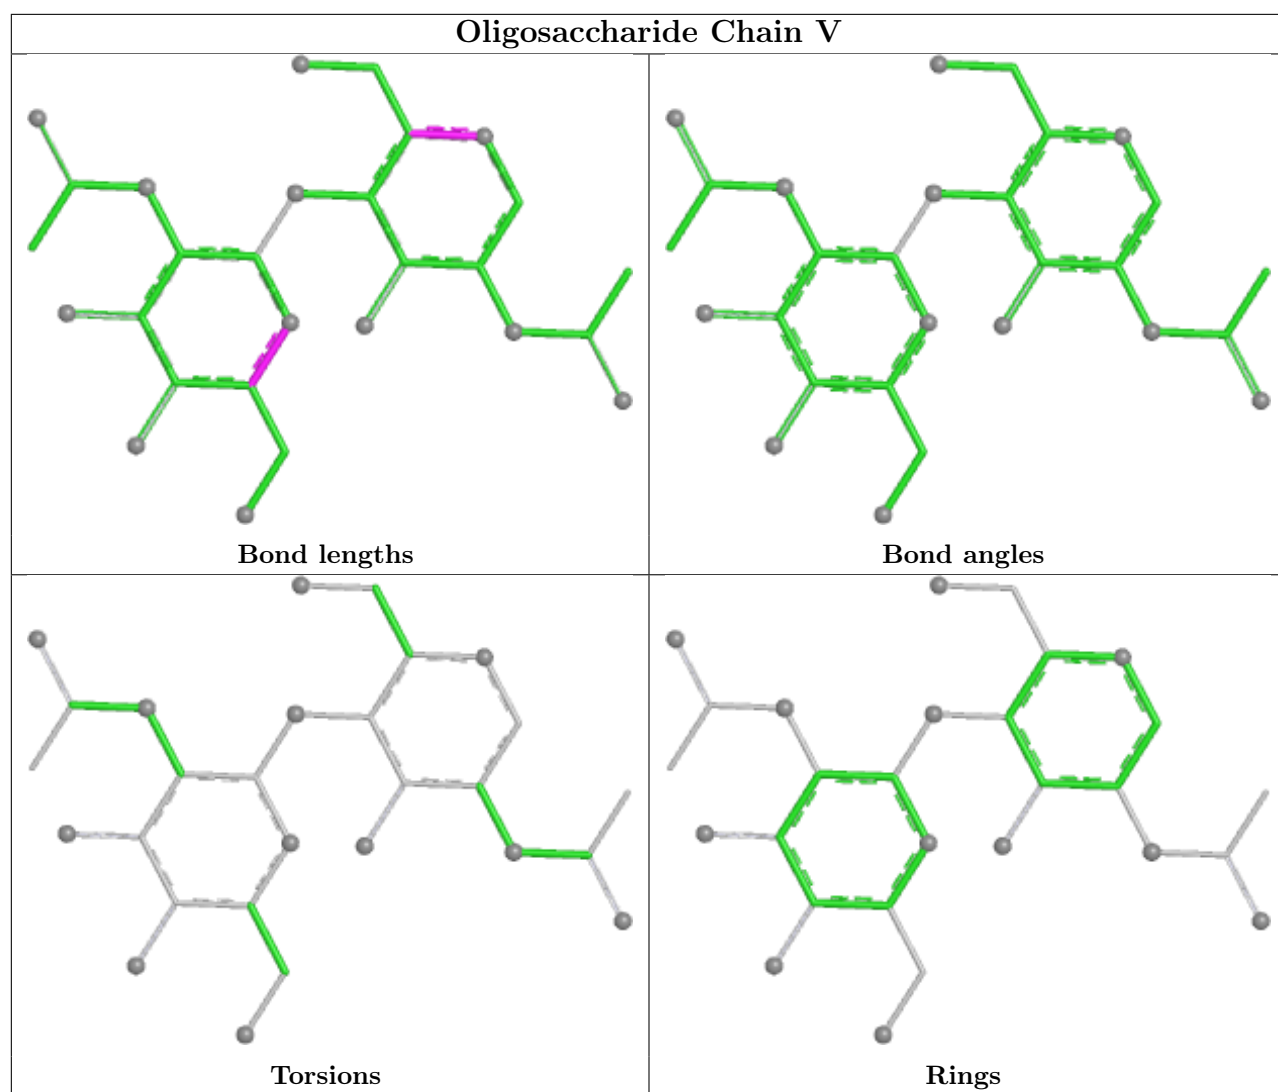 Oligosaccharide Chain V
Bond lengths
Bond angles
Torsions
Rings